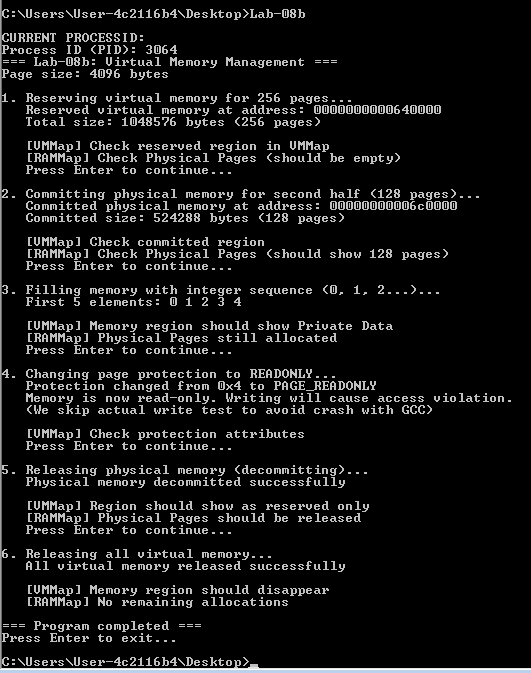 C:\Users\User-4c2116b4\Desktop>Lab-08b
CURRENT PROCESSID:
Process ID (PID): 3064
=== Lab-08b: Virtual Memory Management ===
Page size: 4096 bytes
1. Reserving virtual memory for 256 pages...
Reserved virtual memory at address: 0000000000640000
Total size: 1048576 bytes (256 pages)
[VMMap] Check reserved region in VMMap
[RAMMap] Check Physical Pages (should be empty)
Press Enter to continue...
2. Committing physical memory for second half (128 pages)...
Committed physical memory at address: 00000000006c0000
Committed size: 524288 bytes (128 pages)
[VMMap] Check committed region
[RAMMap] Check Physical Pages (should show 128 pages)
Press Enter to continue...
3. Filling memory with integer sequence (0, 1, 2...)...
First 5 elements: 0 1 2 3 4
[VMMap] Memory region should show Private Data
[RAMMap] Physical Pages still allocated
Press Enter to continue...
4. Changing page protection to READONLY...
Protection changed from 0x4 to PAGE_READONLY
Memory is now read-only. Writing will cause access violation.
(We skip actual write test to avoid crash with GCC)
[VMMap] Check protection attributes
Press Enter to continue...
5. Releasing physical memory (decommitting)...
Physical memory decommitted successfully
[VMMap] Region should show as reserved only
[RAMMap] Physical Pages should be released
Press Enter to continue...
6. Releasing all virtual memory...
All virtual memory released successfully
[VMMap] Memory region should disappear
[RAMMap] No remaining allocations
=== Program completed ===
Press Enter to exit...
C:\Users\User-4c2116b4\Desktop>_